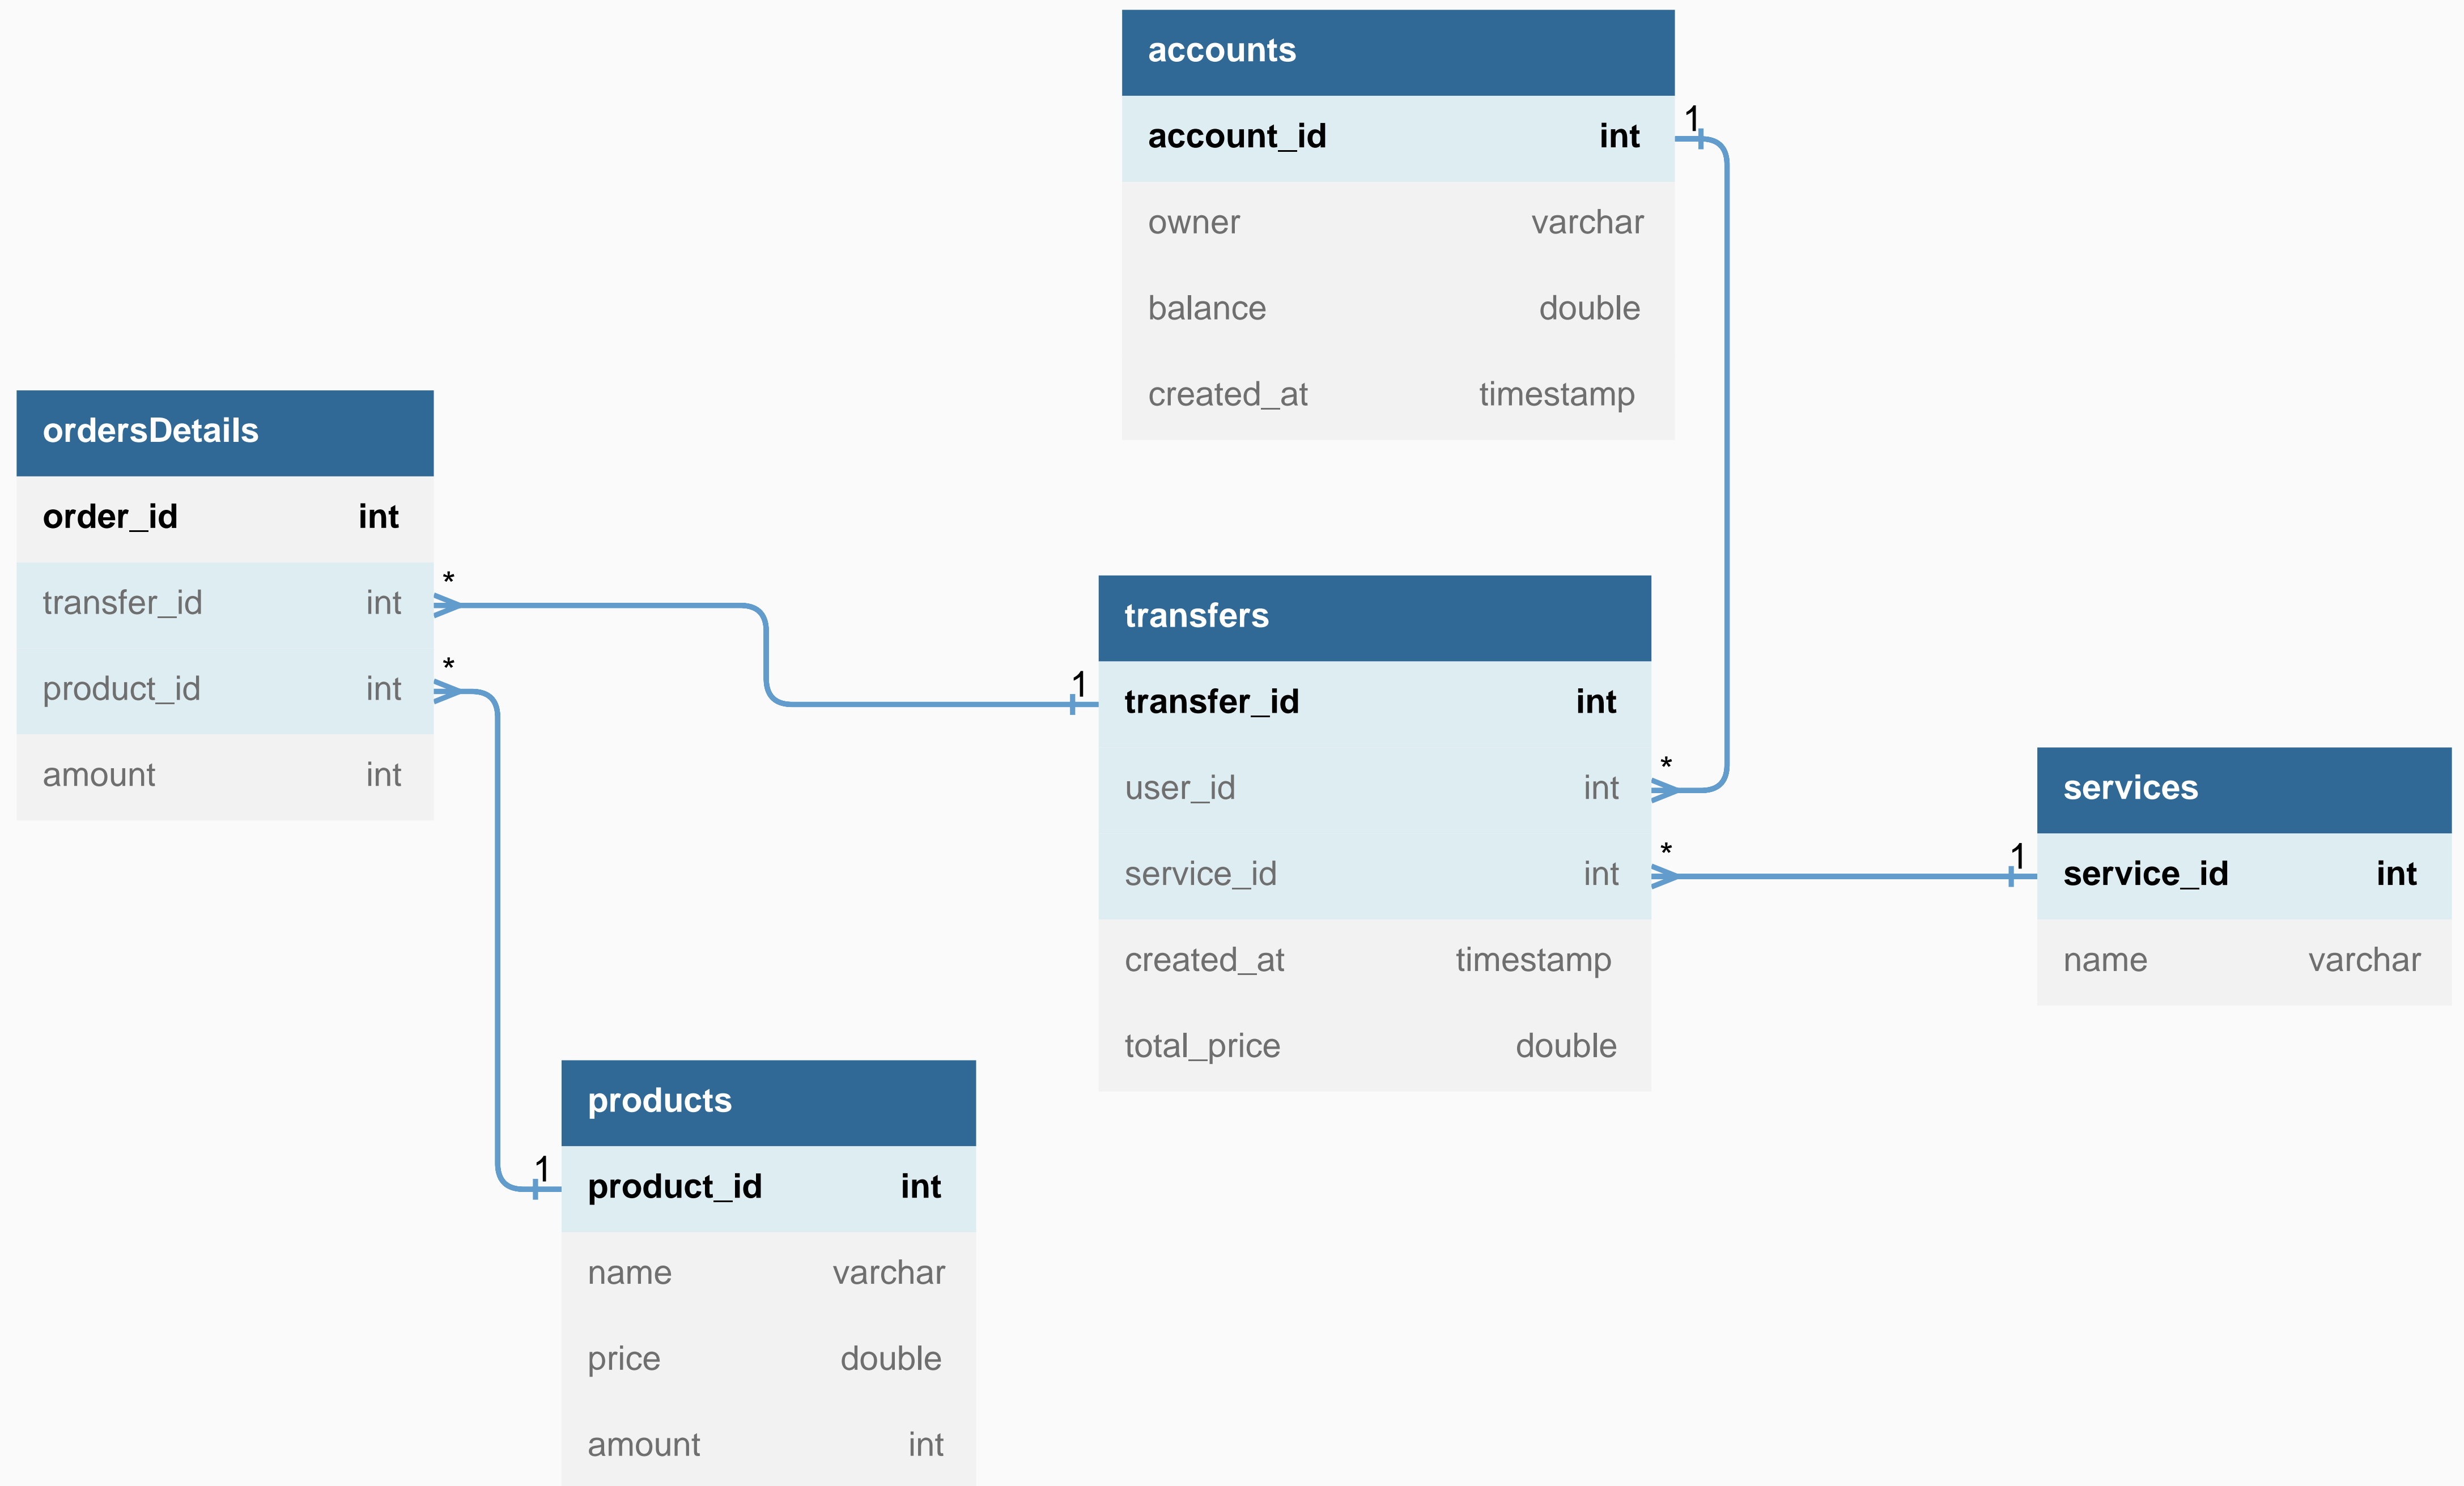 accounts
account_id int
owner varchar
balance double
created_at timestamp
1
ordersDetails
order_id int
transfer_id int
product_id int
amount int
*
*
transfers
transfer_id int
user_id int
service_id int
created_at timestamp
total_price double
1
*
*
services
service_id int
name varchar
1
products
product_id int
name varchar
price double
amount int
1